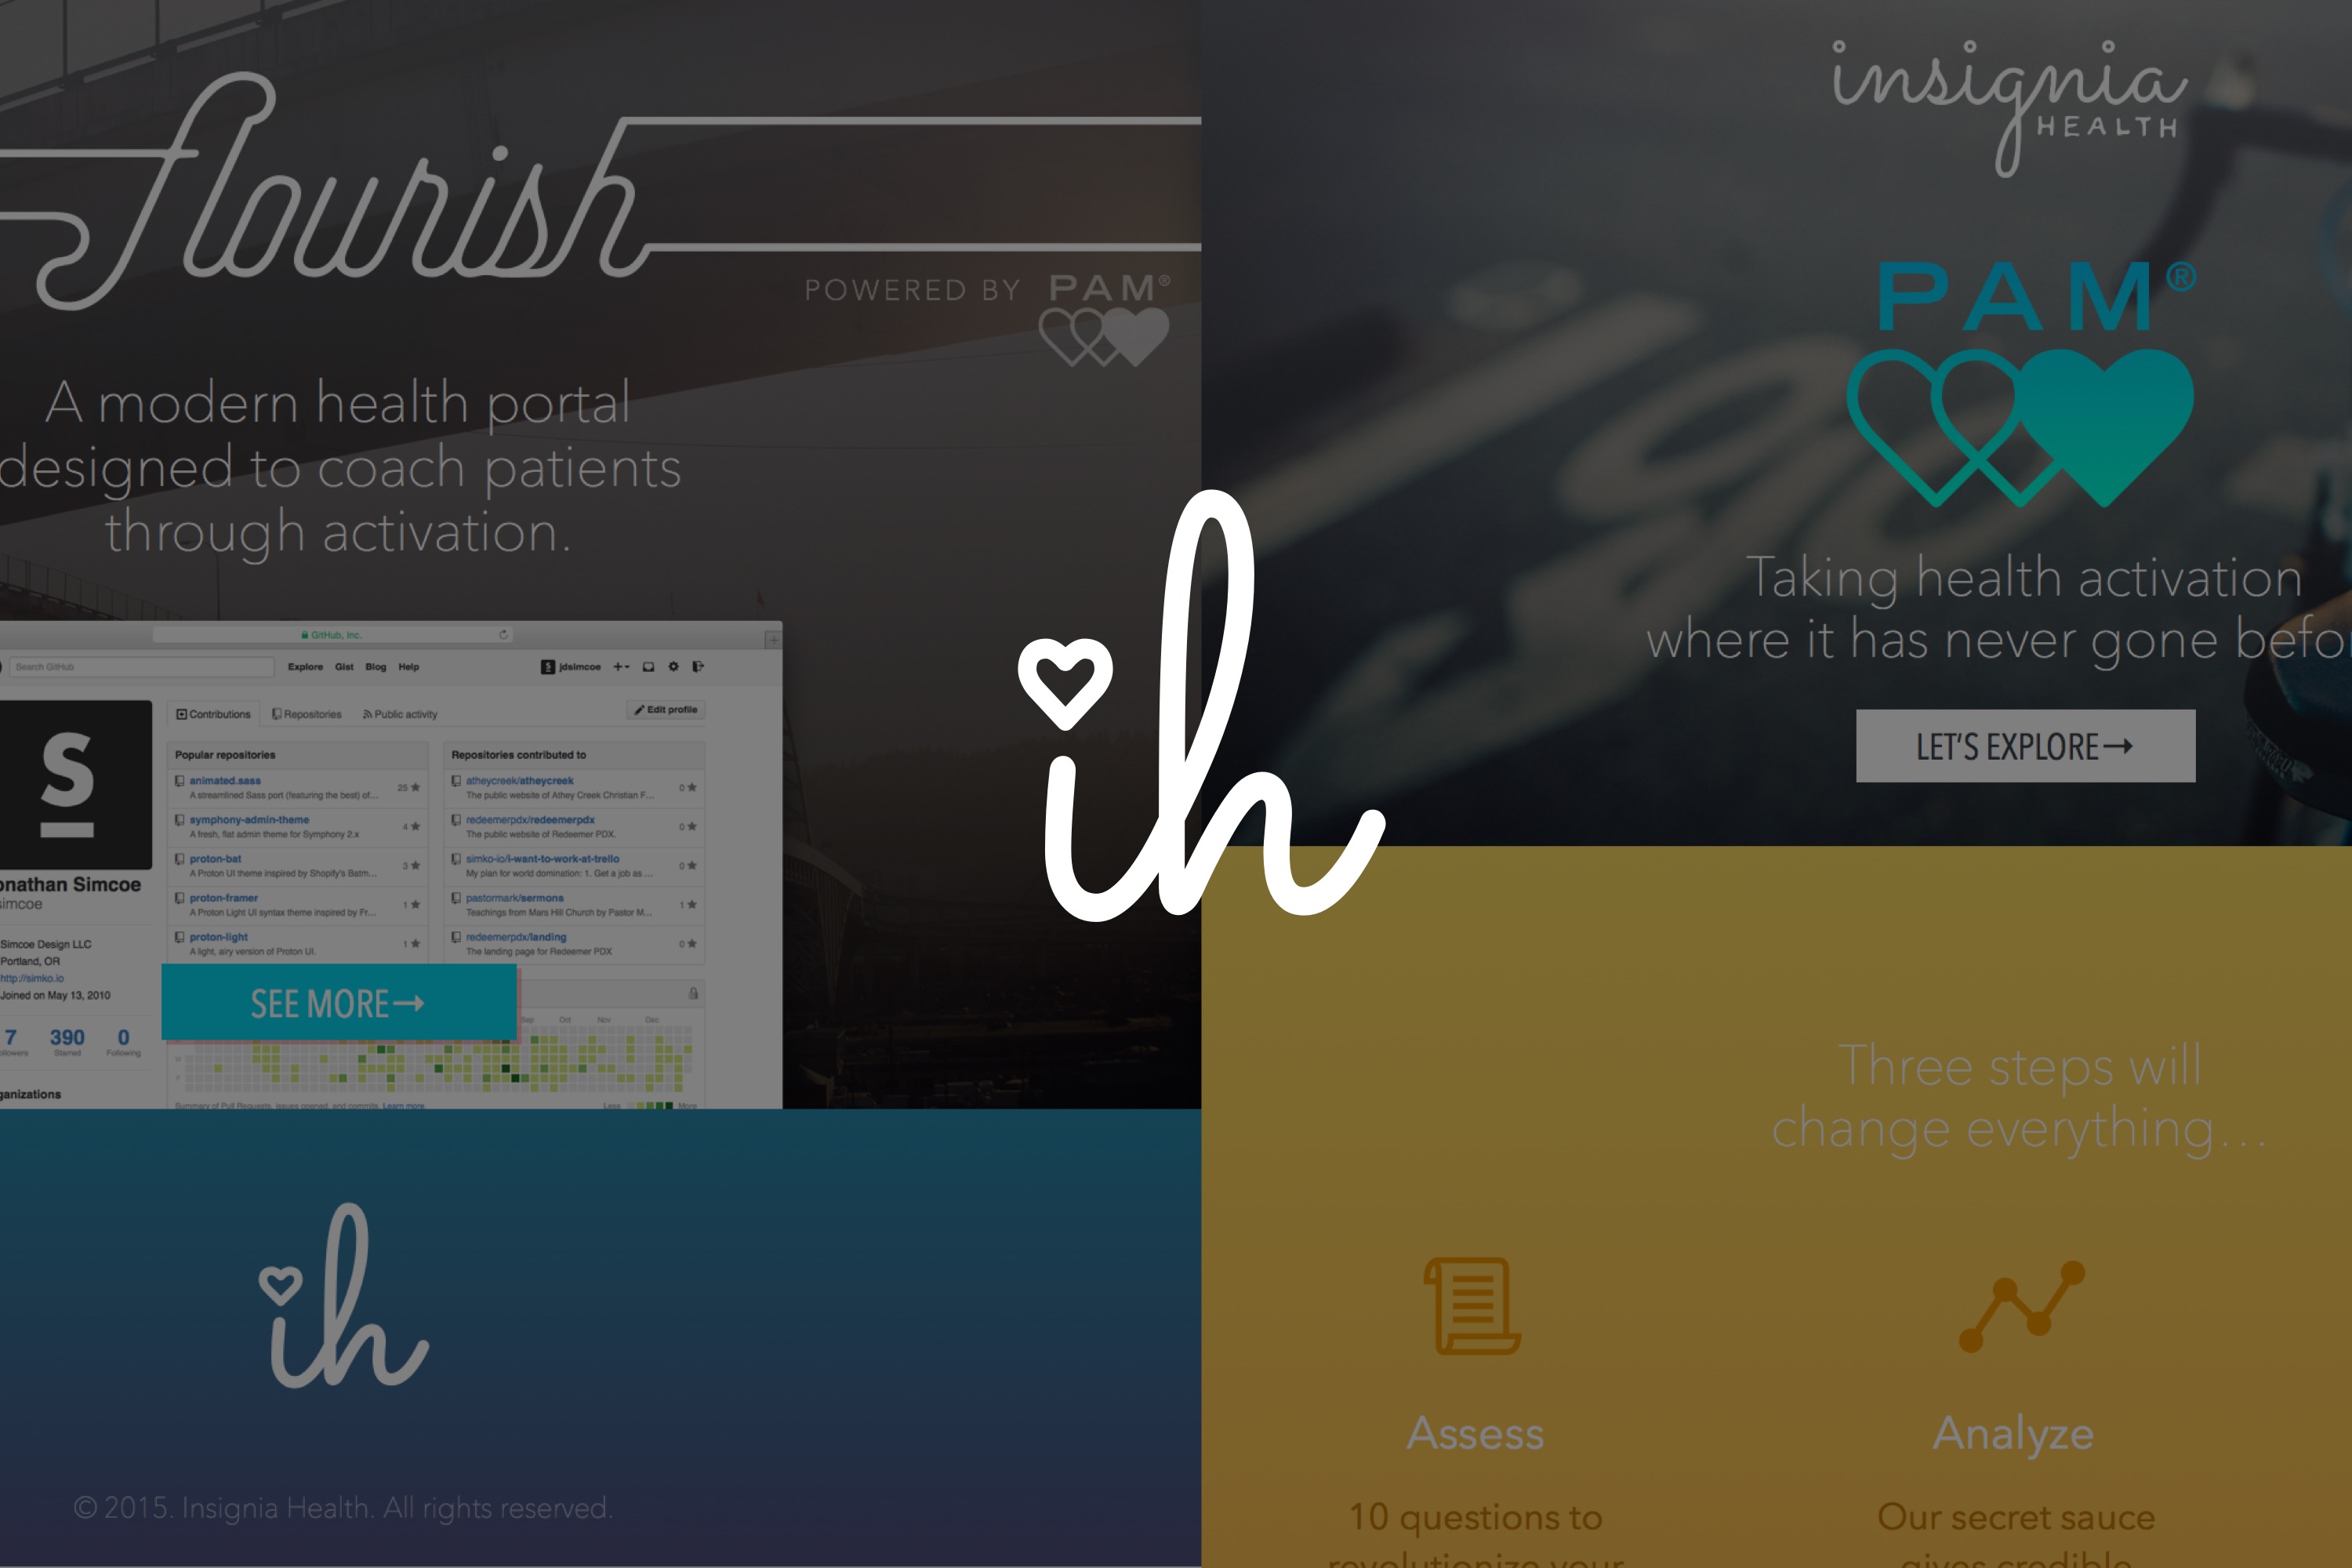 flourish
POWERED BY PAM®
A modern health portal
designed to coach patients
through activation.
GitHub, Inc.
Search GitHub
Explore Gist Blog Help
jdsimcoe
Contributions Repositories Public activity
Edit profile
S
Popular repositories
animated.sass
A streamlined Sass port (featuring the best) of...
25
symphony-admin-theme
A fresh, flat admin theme for Symphony 2.x
4
proton-bat
A Proton UI theme inspired by Shopify's Batm...
3
proton-framer
A Proton Light UI syntax theme inspired by Fr...
1
proton-light
A light, airy version of Proton UI.
1
Repositories contributed to
atheycreek/atheycreek
The public website of Athey Creek Christian F...
0
redeemerpdx/redeemerpdx
The public website of Redeemer PDX.
0
simko-io/i-want-to-work-at-trello
My plan for world domination: 1. Get a job as ...
0
pastormark/sermons
Teachings from Mars Hill Church by Pastor M...
1
redeemerpdx/landing
The landing page for Redeemer PDX
0
onathan Simcoe
simcoe
Simcoe Design LLC
Portland, OR
http://simko.io
Joined on May 13, 2010
7 390 0
ollowers Starred Following
ganizations
SEE MORE→
Sep Oct Nov Dec
Summary of Pull Requests, issues opened, and commits. Learn more.
Less More
ih
© 2015. Insignia Health. All rights reserved.
ih
insignia
HEALTH
PAM®
Taking health activation
where it has never gone befo
LET'S EXPLORE→
Three steps will
change everything...
Assess
10 questions to
revolutionize your
Analyze
Our secret sauce
gives credible